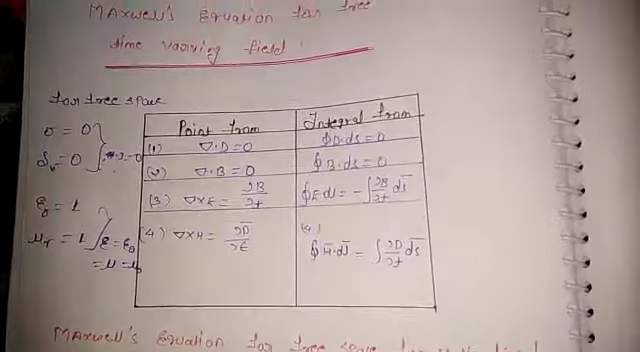 MAxwell's Equation for free
time varying field.
for free space
σ = 0
ρv = 0
εr = 1
μr = 1
ε = ε0
= μ = μ0
Point from
Integral from
(1) ∇·D = 0
∮D.ds = 0
(2) ∇·B = 0
∮B.ds = 0
(3) ∇×E = ∂B/∂t
∮E dl = -∫∂B/∂t ds̅
(4) ∇×H = ∂D̅/∂t
(4)
∮H̅.dl̅ = ∫∂D/∂t ds̅
MAxwell's Equation for free space